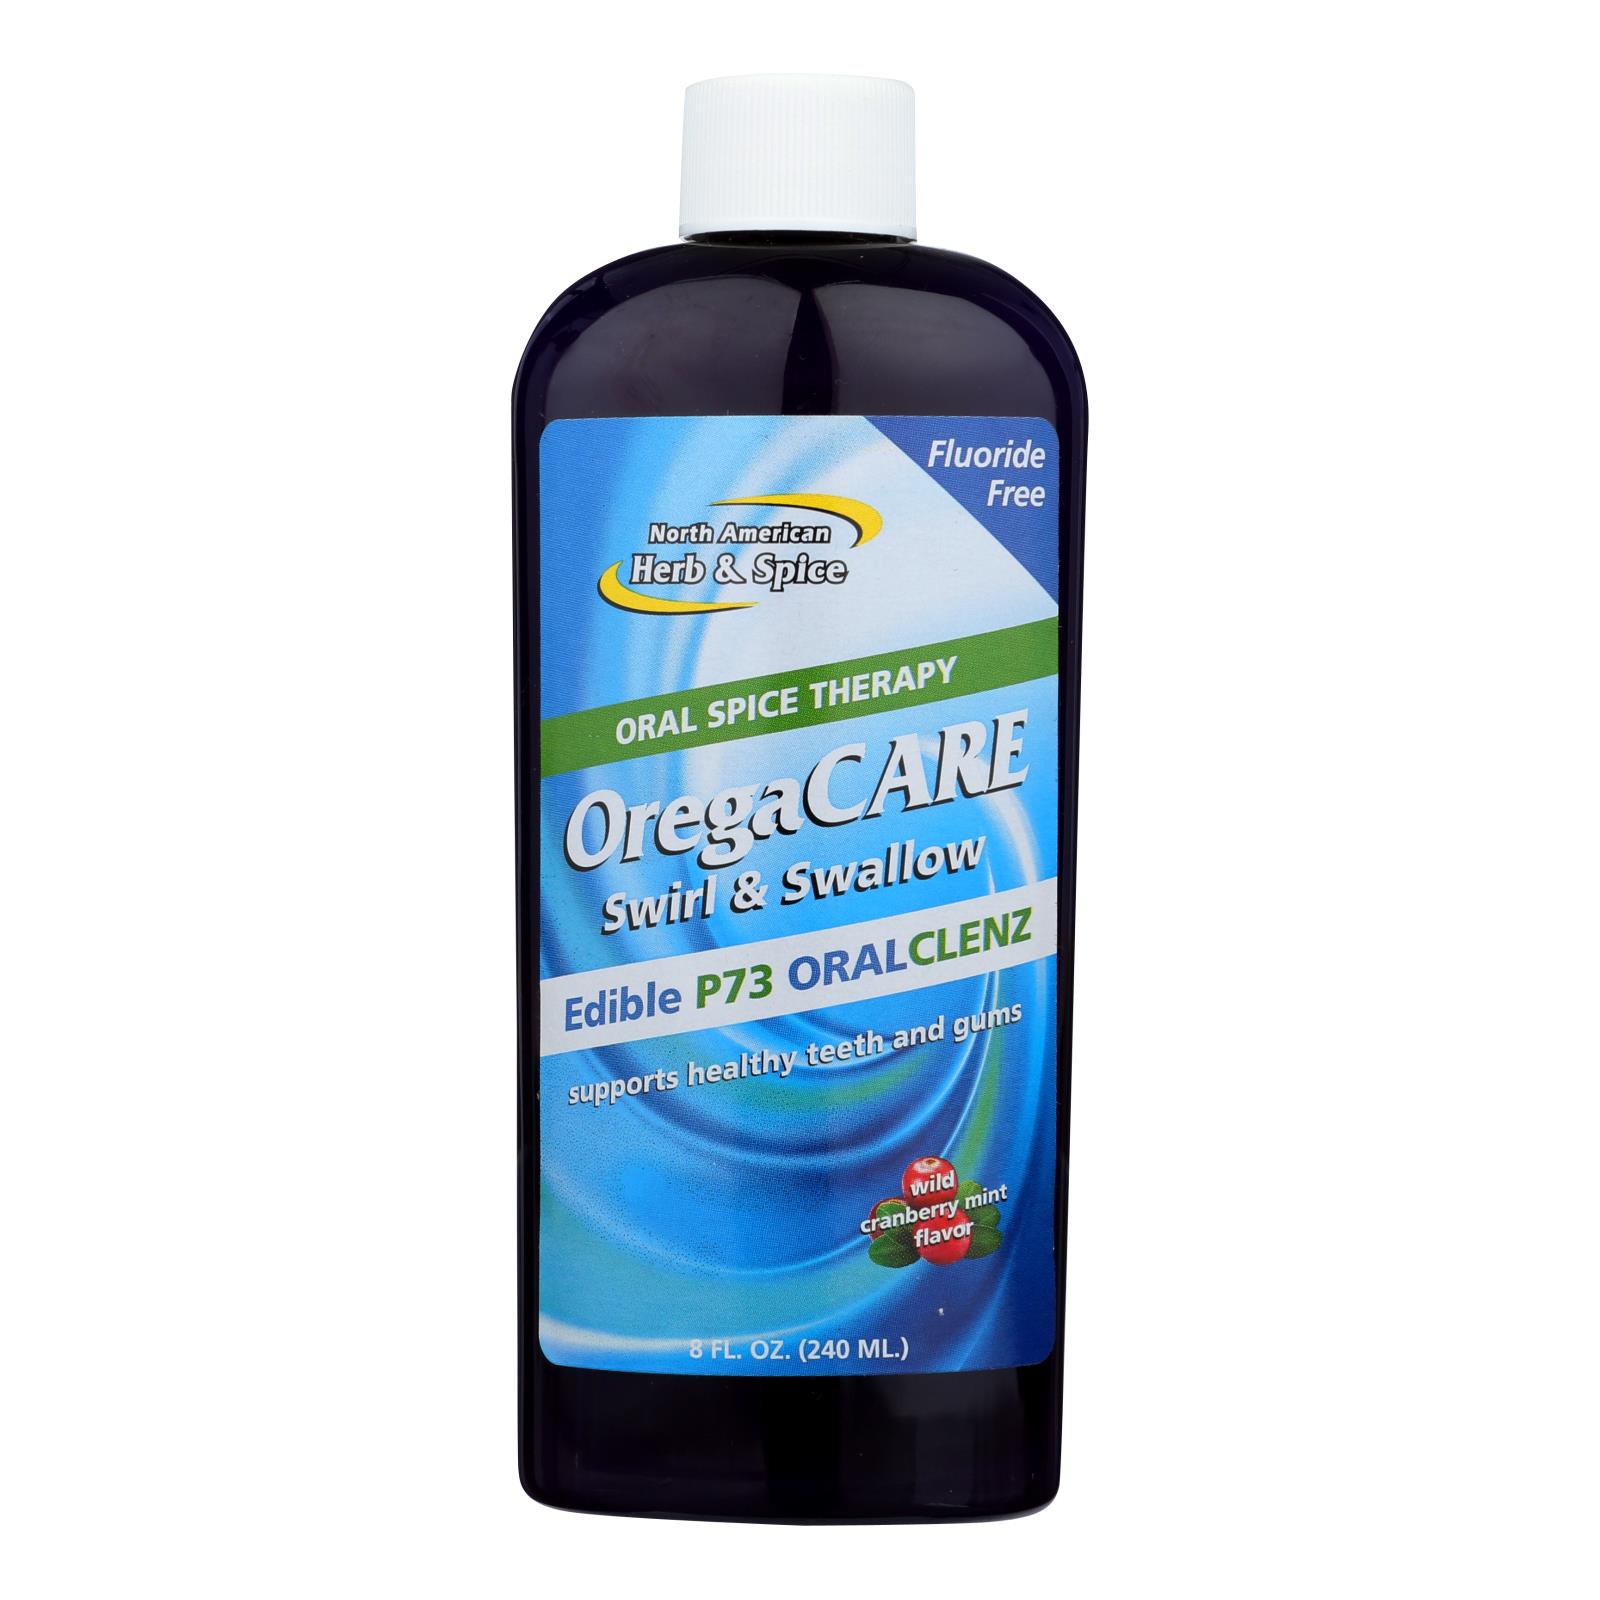 Fluoride
Free
North American
Herb & Spice
ORAL SPICE THERAPY
OregaCARE
Swirl & Swallow
Edible P73 ORALCLENZ
supports healthy teeth and gums
wild
cranberry mint
flavor
8 FL. OZ. (240 ML.)